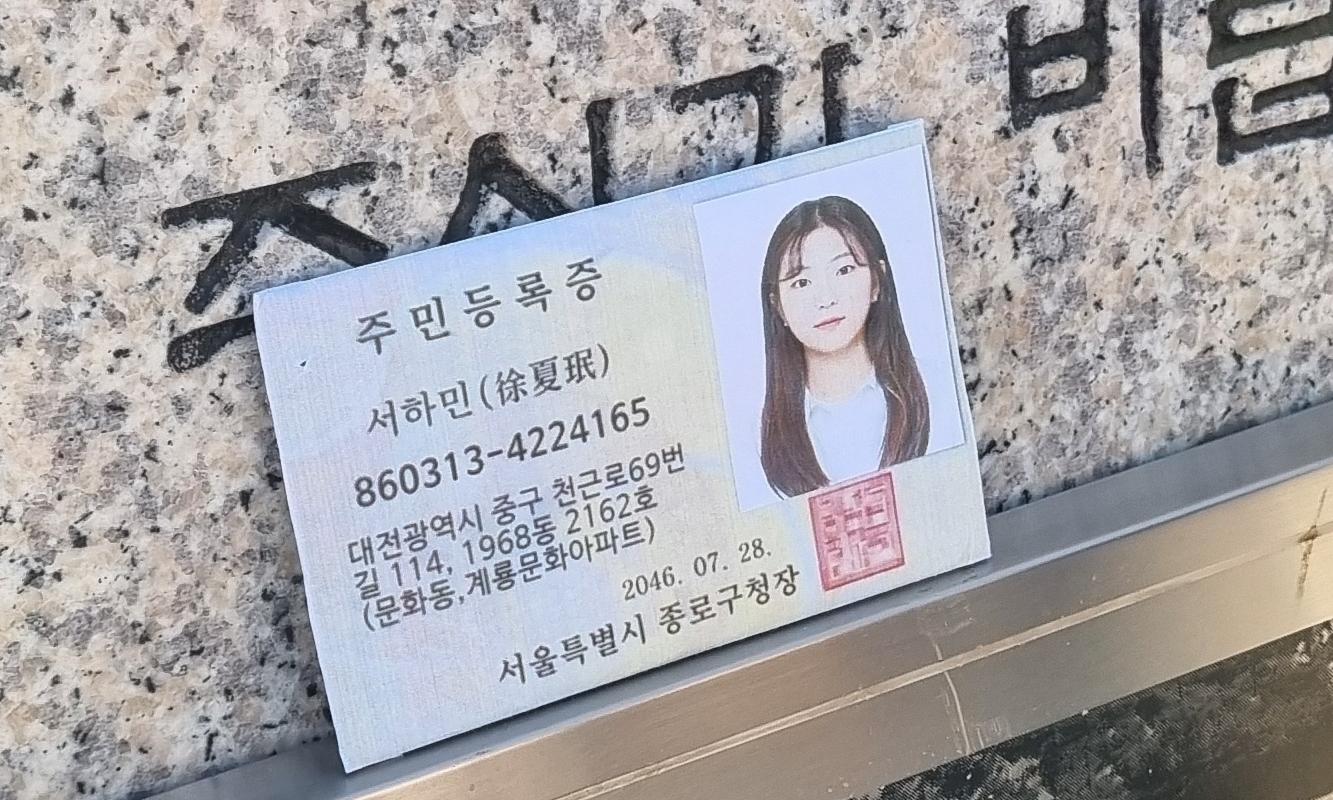 주민등록증
서하민(徐夏珉)
860313-4224165
대전광역시 중구 천근로69번
길 114, 1968동 2162호
(문화동,계룡문화아파트)
2046. 07. 28.
서울특별시 종로구청장